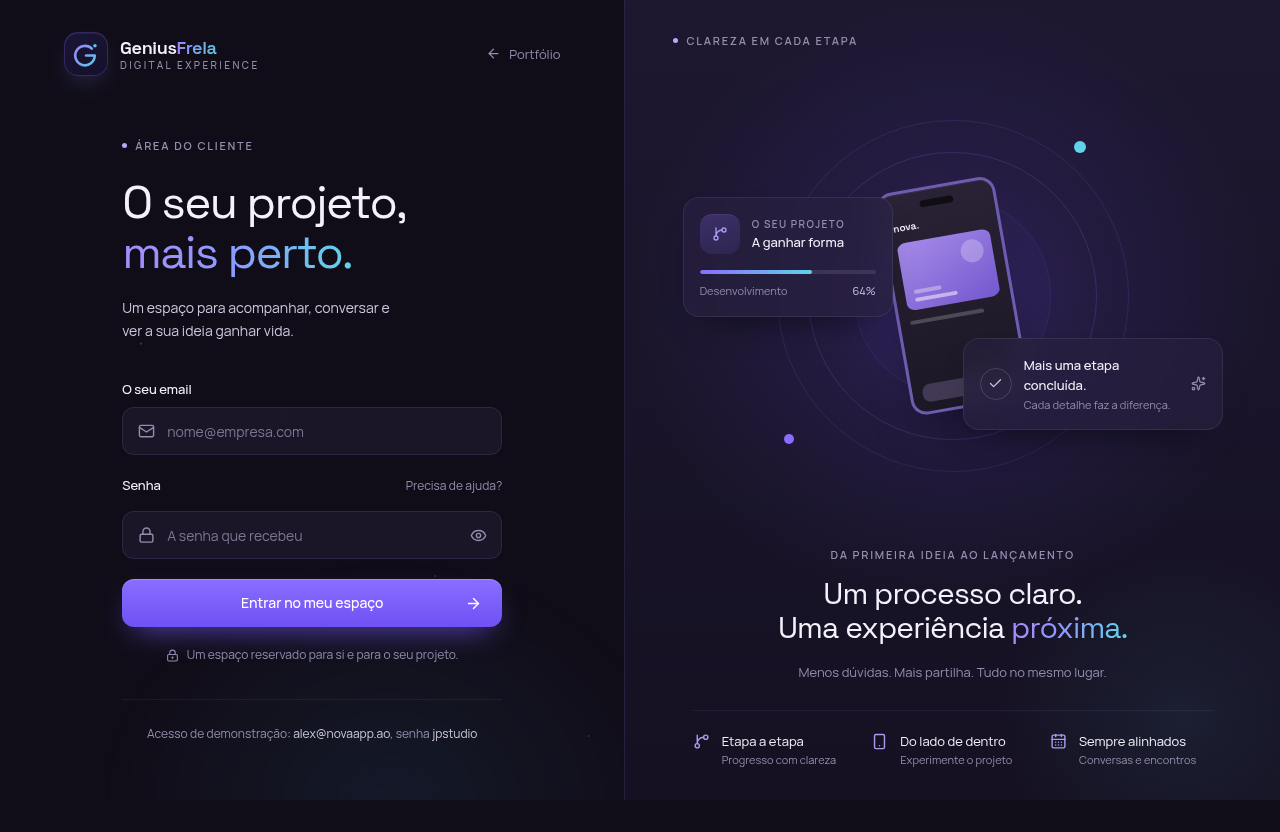 GeniusFrela
DIGITAL EXPERIENCE
Portfólio
ÁREA DO CLIENTE
O seu projeto,
mais perto.
Um espaço para acompanhar, conversar e
ver a sua ideia ganhar vida.
O seu email
nome@empresa.com
Senha
Precisa de ajuda?
A senha que recebeu
Entrar no meu espaço
Um espaço reservado para si e para o seu projeto.
Acesso de demonstração: alex@novaapp.ao, senha jpstudio
CLAREZA EM CADA ETAPA
O SEU PROJETO
A ganhar forma
Desenvolvimento
64%
nova.
Mais uma etapa
concluída.
Cada detalhe faz a diferença.
DA PRIMEIRA IDEIA AO LANÇAMENTO
Um processo claro.
Uma experiência próxima.
Menos dúvidas. Mais partilha. Tudo no mesmo lugar.
Etapa a etapa
Progresso com clareza
Do lado de dentro
Experimente o projeto
Sempre alinhados
Conversas e encontros